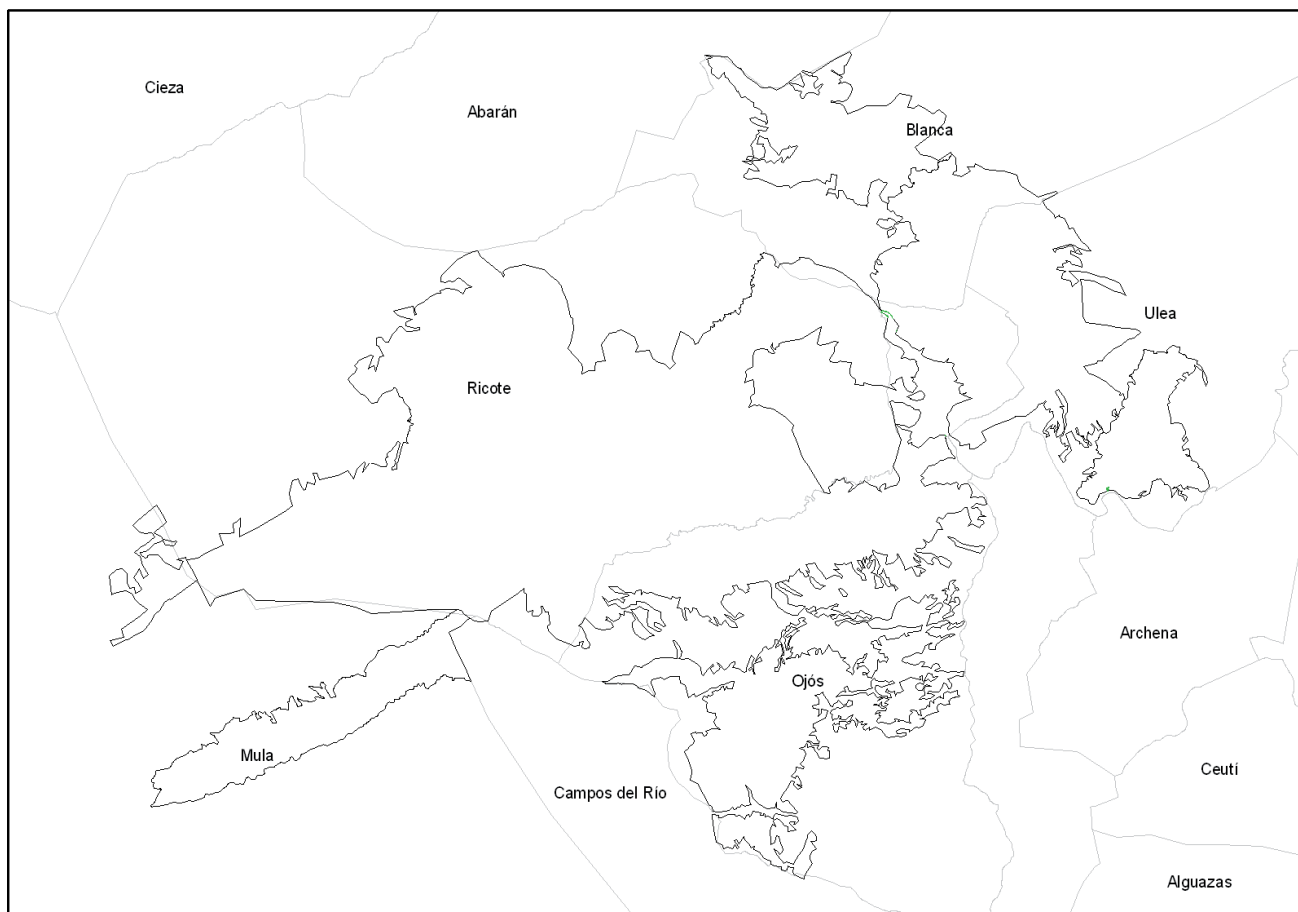 Cieza
Abarán
Blanca
Ulea
Ricote
Archena
Ojós
Mula
Ceutí
Campos del Río
Alguazas